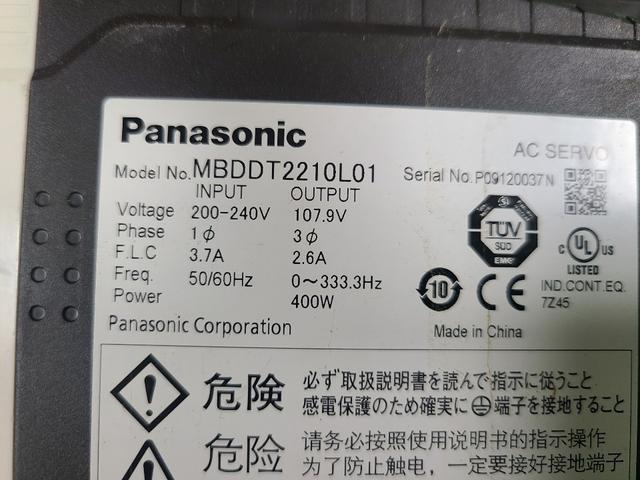 Panasonic
AC SERVO
Model No. MBDDT2210L01
Serial No. P09120037N
INPUT OUTPUT
Voltage 200-240V 107.9V
Phase 1ϕ 3ϕ
F.L.C 3.7A 2.6A
Freq. 50/60Hz 0～333.3Hz
Power 400W
TÜV
SÜD
EMC
C UL US
LISTED
10
CE
IND.CONT.EQ.
7Z45
Panasonic Corporation
Made in China
危険
必ず取扱説明書を読んで指示に従うこと
感電保護のため確実に端子を接地すること
危险
请务必按照使用说明书的指示操作
为了防止触电，一定要接好接地端子